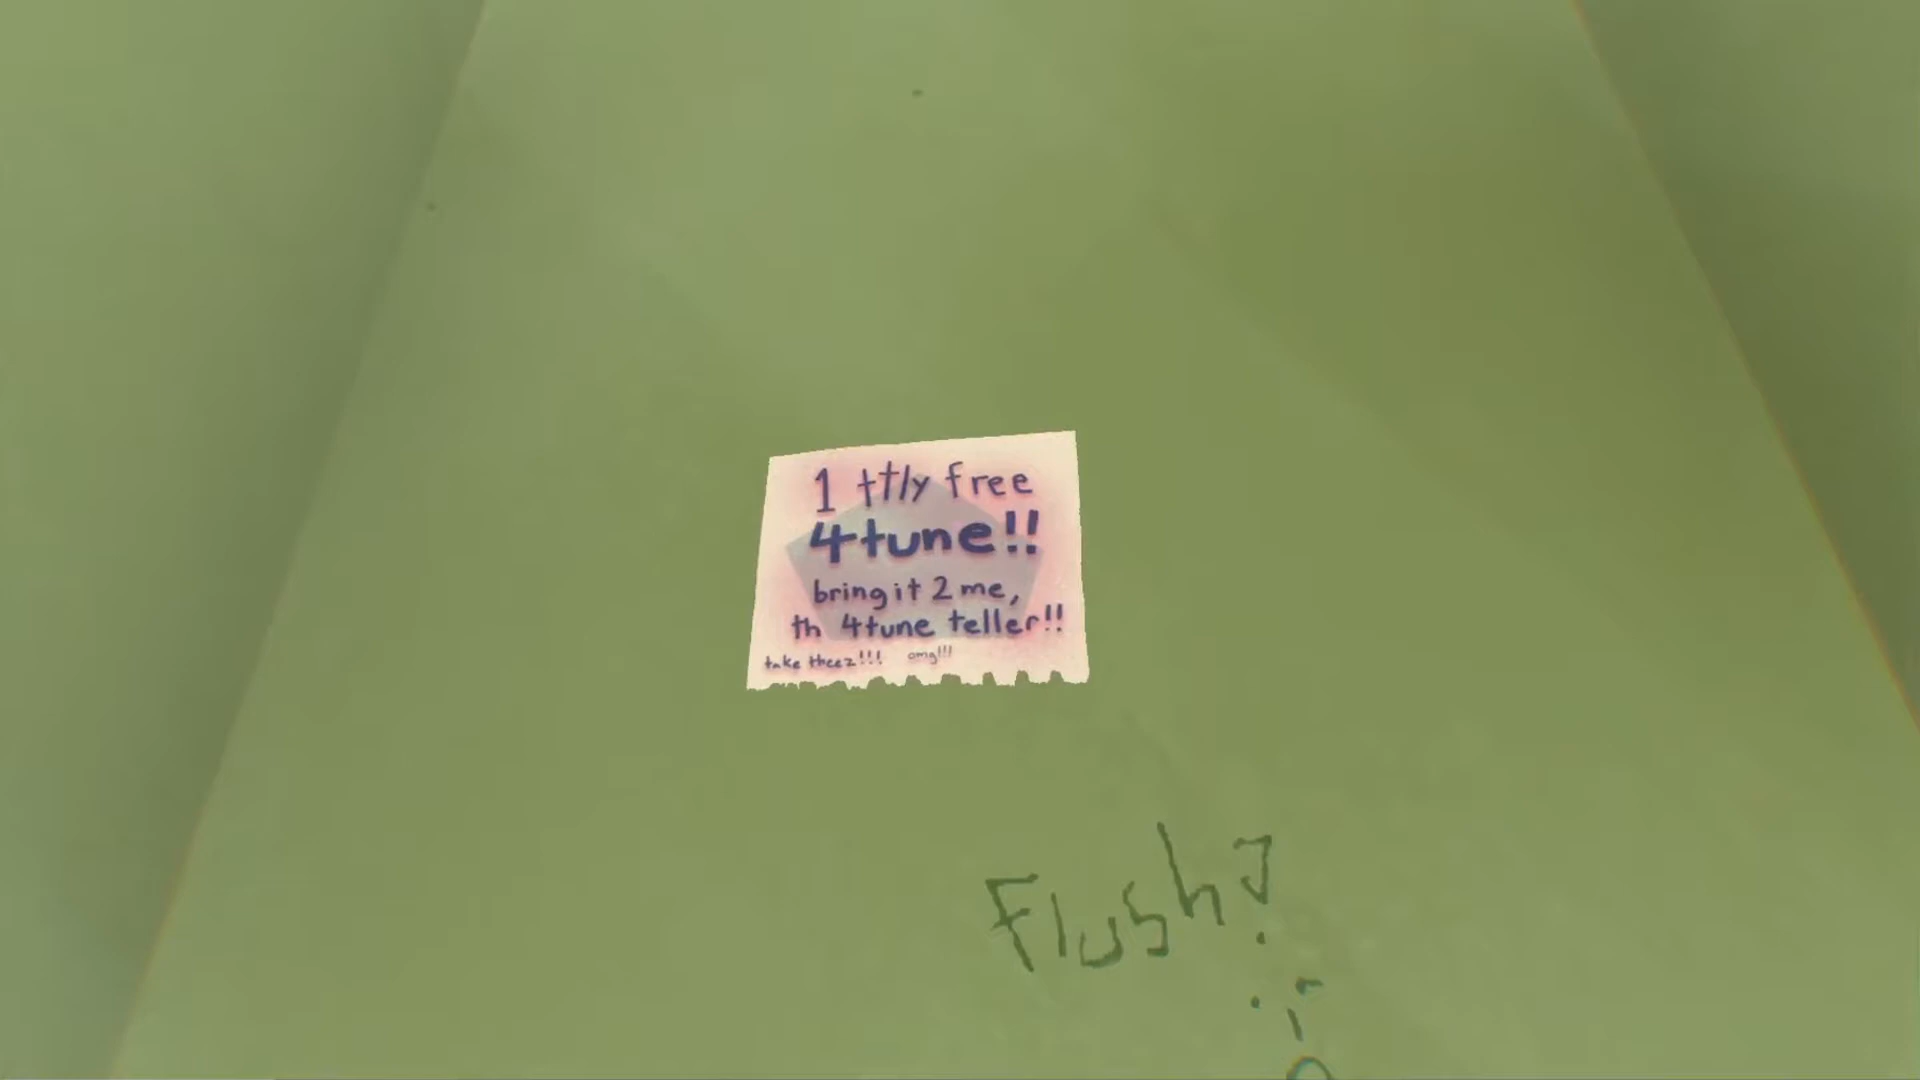 1 ttly free
4tune!!
bring it 2 me,
th 4tune teller!!
take theez!!! omg!!!
Flush?